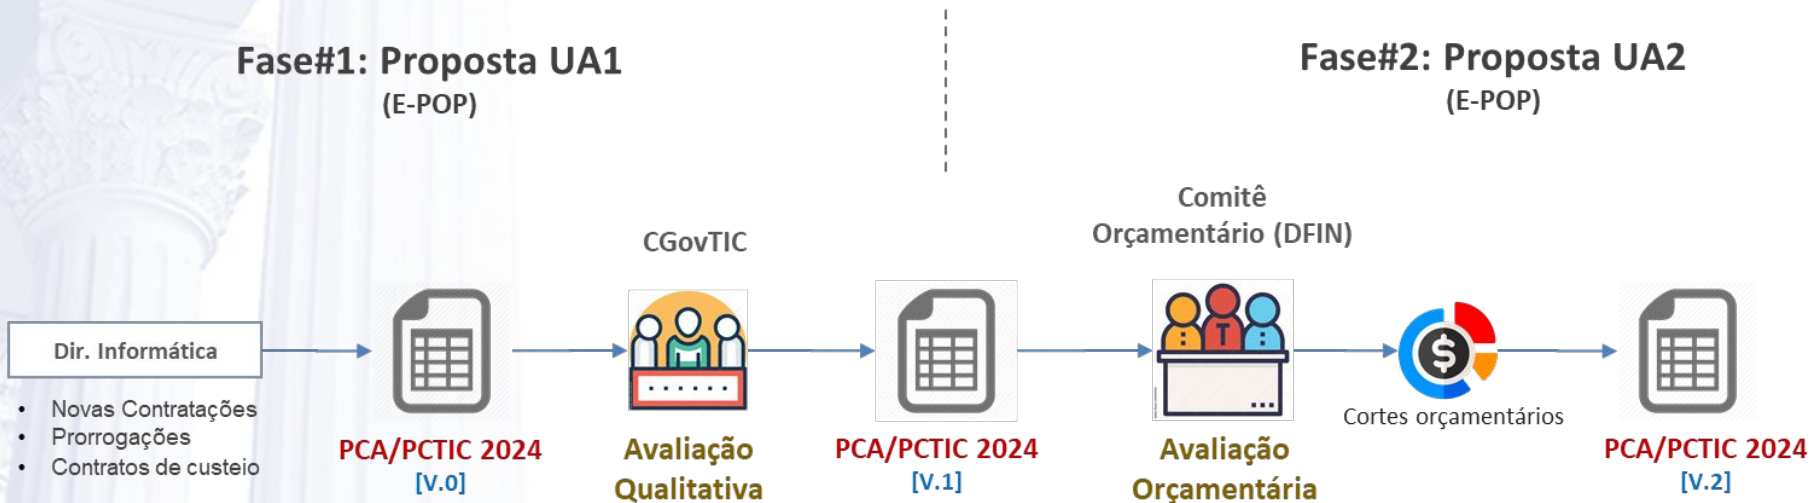 Fase#1: Proposta UA1
(E-POP)
Fase#2: Proposta UA2
(E-POP)
CGovTIC
Comitê
Orçamentário (DFIN)
Dir. Informática
• Novas Contratações
• Prorrogações
• Contratos de custeio
PCA/PCTIC 2024
[V.0]
Avaliação
Qualitativa
PCA/PCTIC 2024
[V.1]
Avaliação
Orçamentária
Cortes orçamentários
PCA/PCTIC 2024
[V.2]